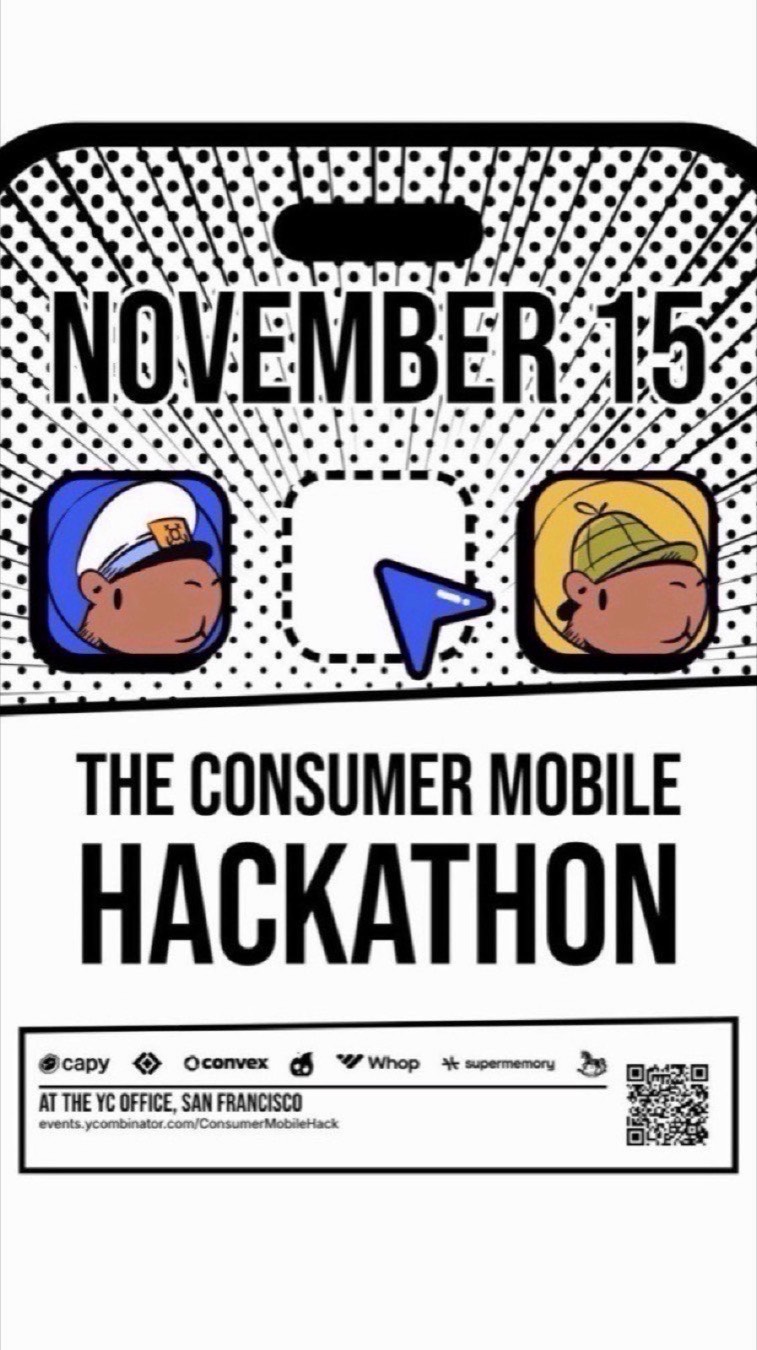 NOVEMBER 15
THE CONSUMER MOBILE
HACKATHON
capy convex Whop supermemory
AT THE YC OFFICE, SAN FRANCISCO
events.ycombinator.com/ConsumerMobileHack